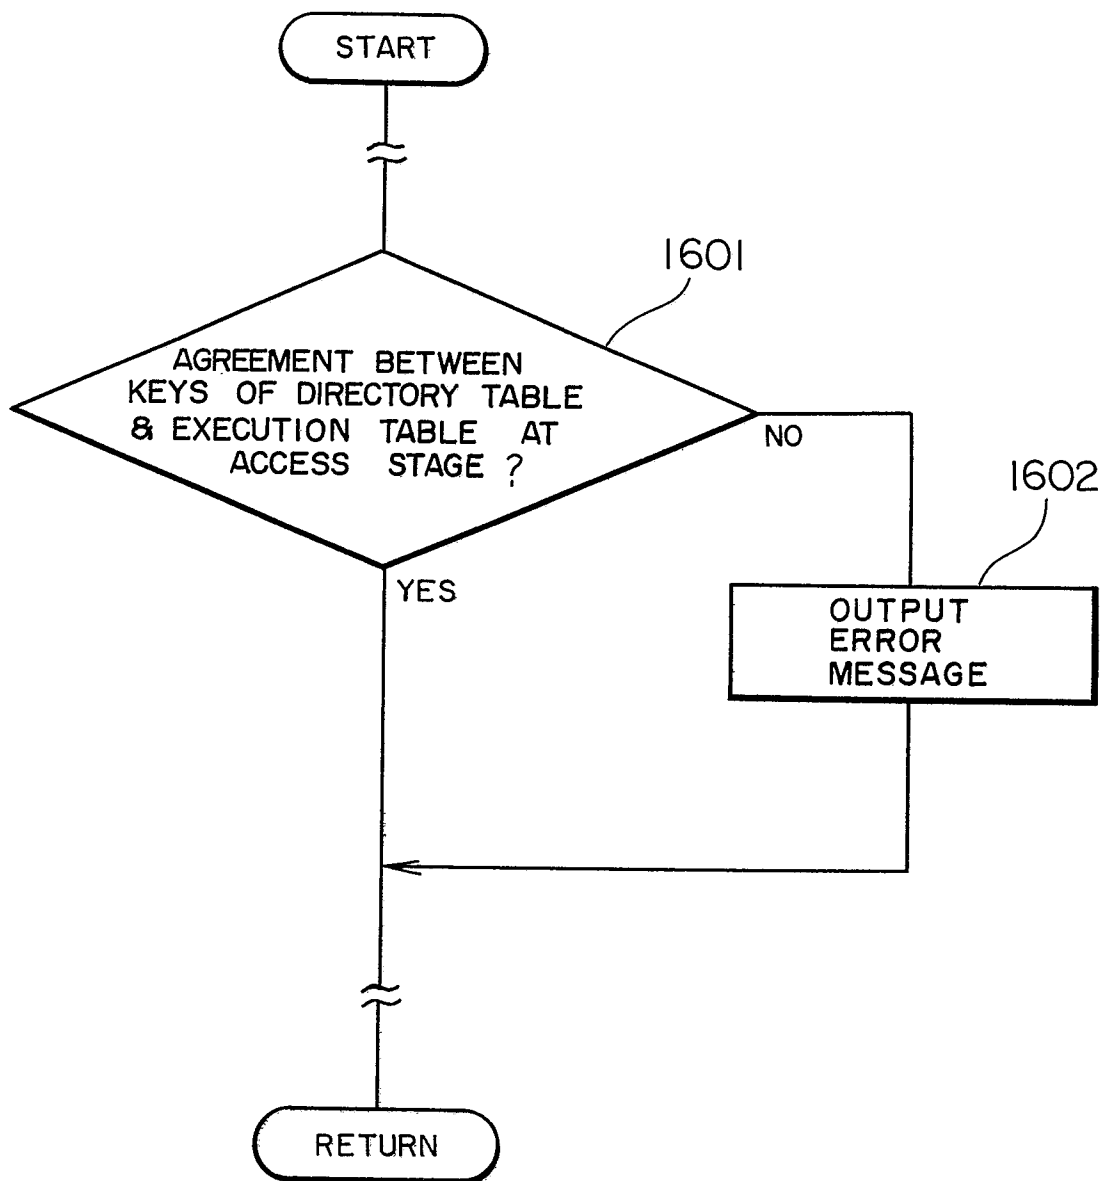 START
1601
AGREEMENT BETWEEN
KEYS OF DIRECTORY TABLE
& EXECUTION TABLE AT
ACCESS STAGE ?
NO
1602
YES
OUTPUT
ERROR
MESSAGE
RETURN